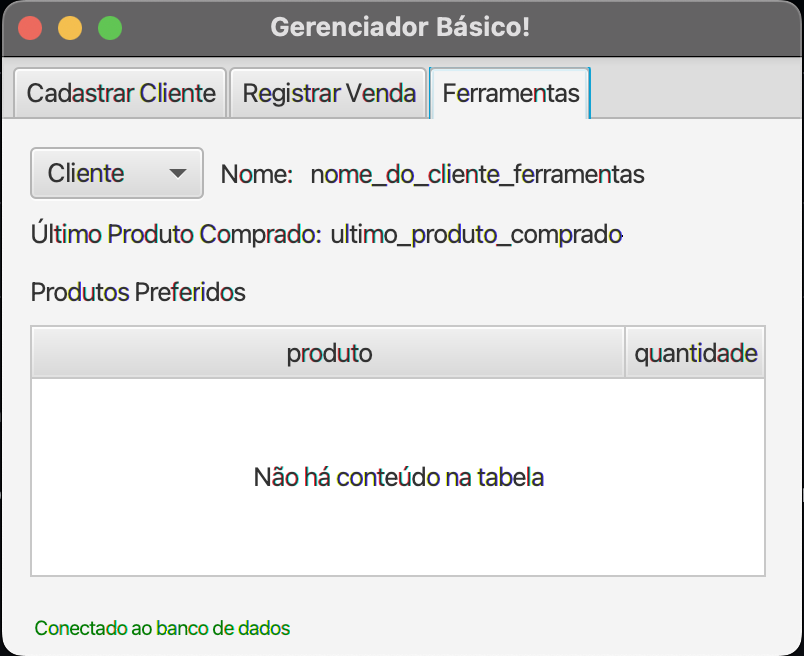 Gerenciador Básico!
Cadastrar Cliente Registrar Venda Ferramentas
Cliente Nome: nome_do_cliente_ferramentas
Último Produto Comprado: ultimo_produto_comprado
Produtos Preferidos
produto quantidade
Não há conteúdo na tabela
Conectado ao banco de dados